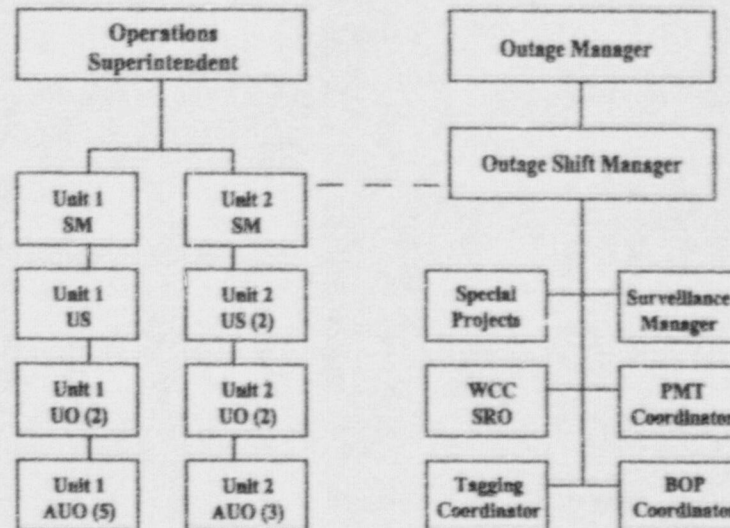 Operations
Superintendent
Outage Manager
Outage Shift Manager
Unit 1
SM
Unit 2
SM
Unit 1
US
Unit 2
US (2)
Special
Projects
Surveillance
Manager
Unit 1
UO (2)
Unit 2
UO (2)
WCC
SRO
PMT
Coordinator
Unit 1
AUO (5)
Unit 2
AUO (3)
Tagging
Coordinator
BOP
Coordinator